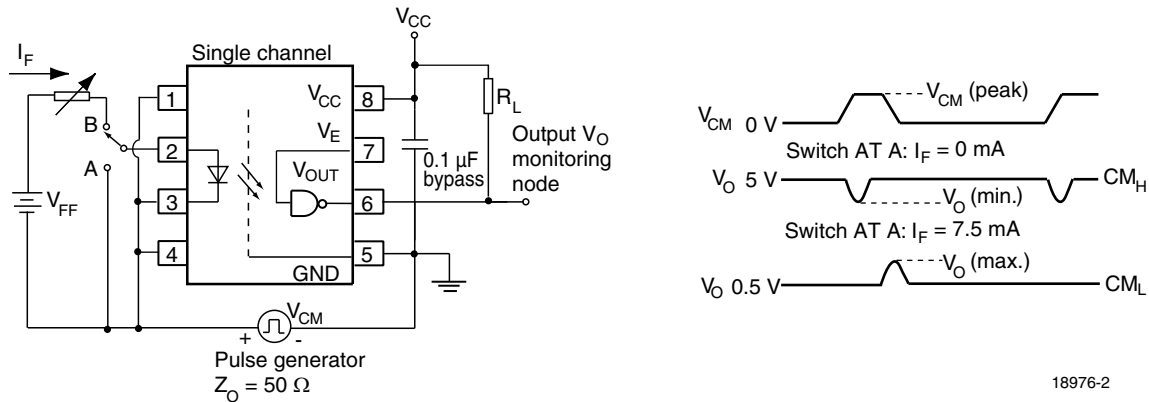 V_CC
Single channel
I_F
B
A
V_FF
1
2
3
4
V_CC
V_E
V_OUT
GND
8
7
6
5
R_L
0.1 µF
bypass
Output V_O
monitoring
node
V_CM
+ -
Pulse generator
Z_O = 50 Ω
V_CM (peak)
V_CM 0 V
Switch AT A: I_F = 0 mA
V_O 5 V
CM_H
V_O (min.)
Switch AT A: I_F = 7.5 mA
V_O (max.)
V_O 0.5 V
CM_L
18976-2